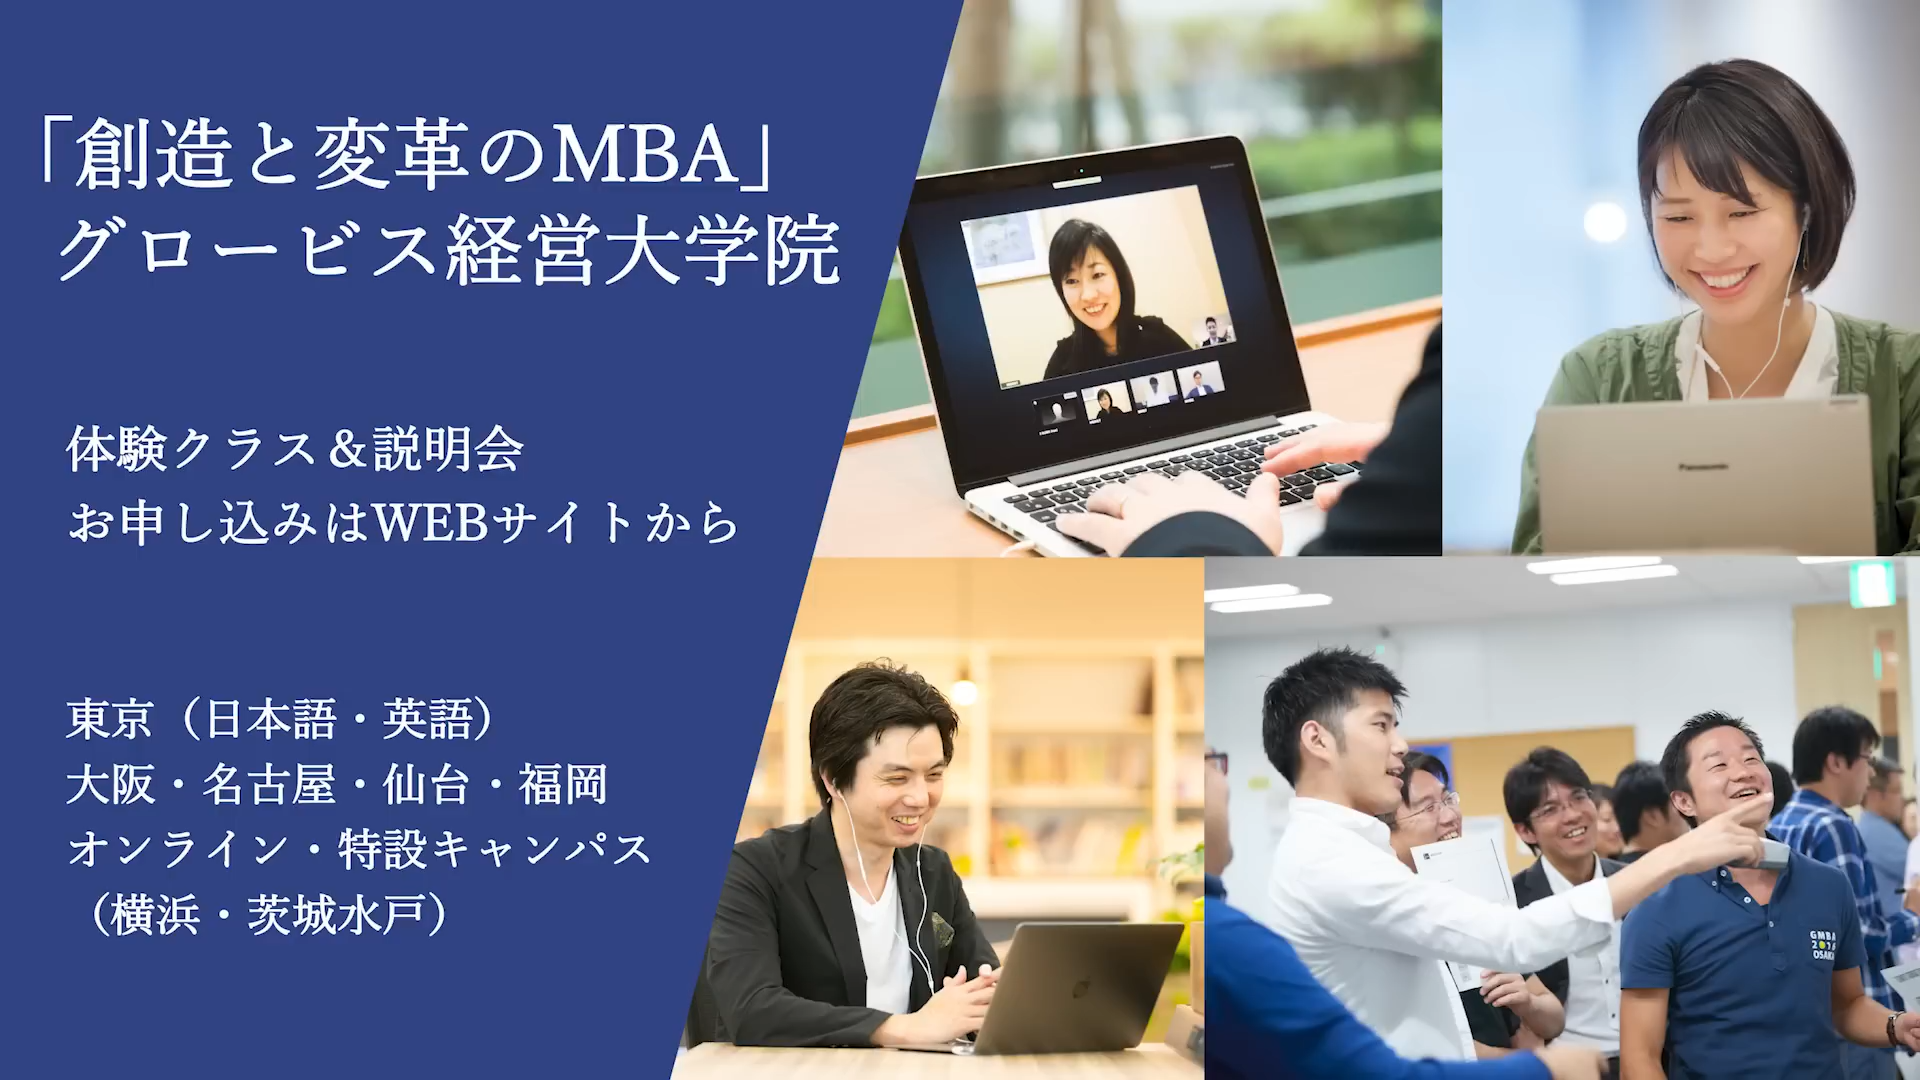 「創造と変革のMBA」
グロービス経営大学院
体験クラス＆説明会
お申し込みはWEBサイトから
東京（日本語・英語）
大阪・名古屋・仙台・福岡
オンライン・特設キャンパス
（横浜・茨城水戸）
Panasonic
GMBA
OSAKA